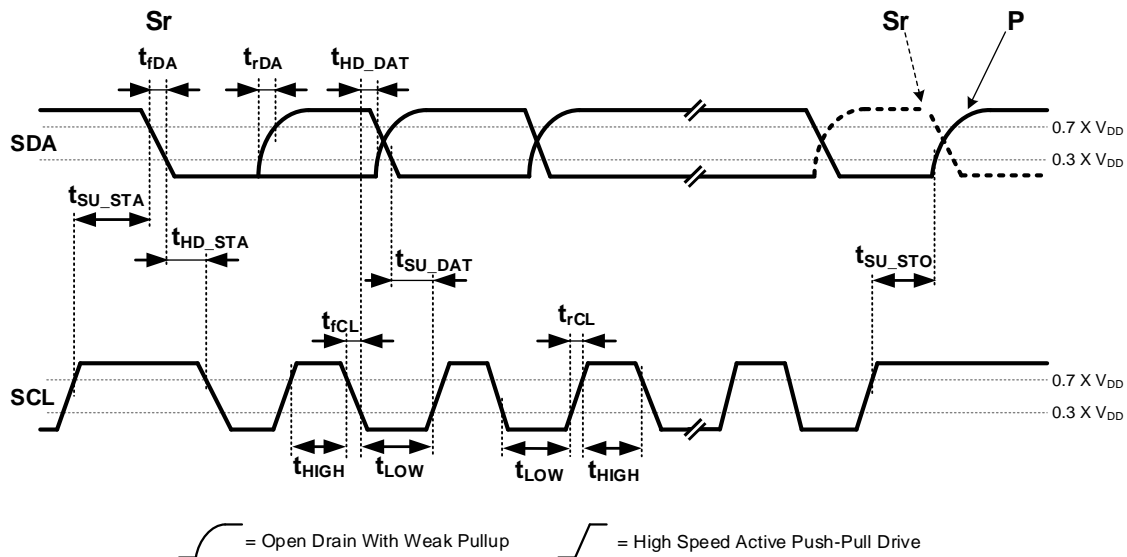 Sr Sr P
tfDA trDA tHD_DAT
SDA
0.7 X VDD
0.3 X VDD
tSU_STA
tHD_STA
tSU_DAT
tSU_STO
tfCL trCL
SCL
0.7 X VDD
0.3 X VDD
tHIGH tLOW tLOW tHIGH
= Open Drain With Weak Pullup = High Speed Active Push-Pull Drive